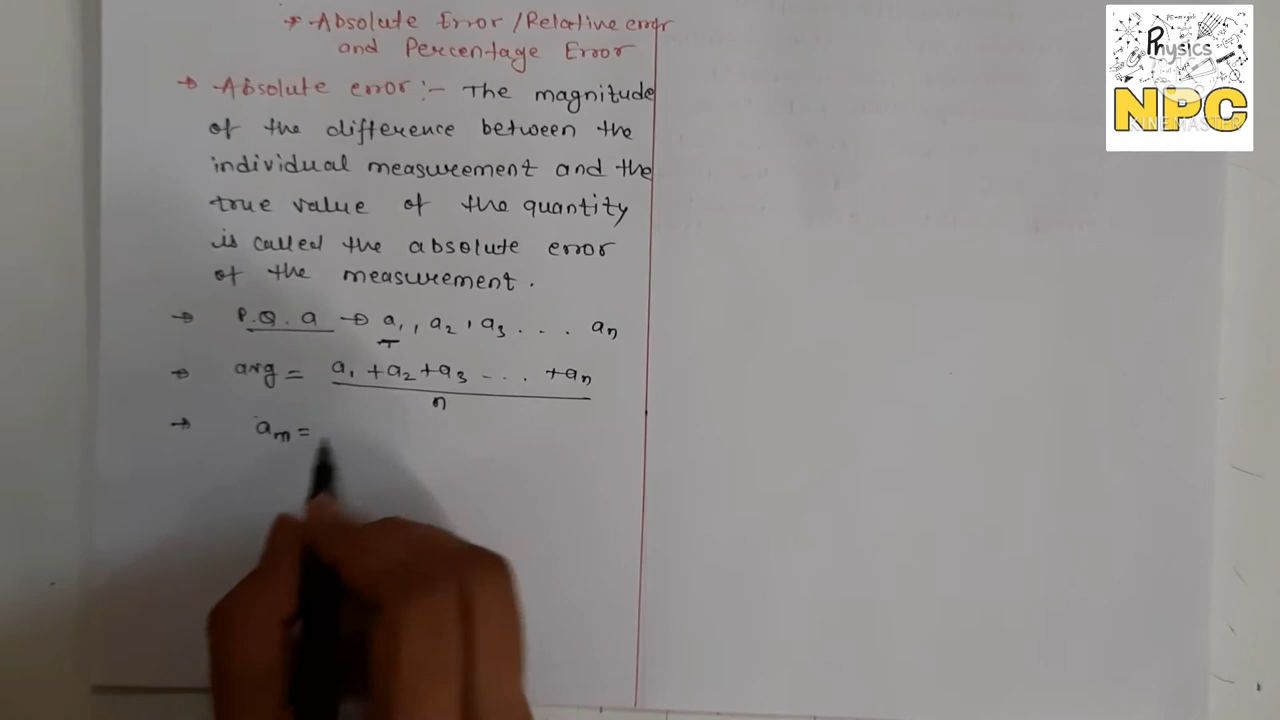 → Absolute Error / Relative error
and Percentage Error
→ Absolute error :- The magnitude
of the difference between the
individual measurement and the
true value of the quantity
is called the absolute error
of the measurement.
→ P.Q. a → a₁, a₂, a₃ . . . . aₙ
→ avg = a₁ + a₂ + a₃ - . . . + aₙ
n
→ aₘ =
Physics
NPC
KINEMASTER